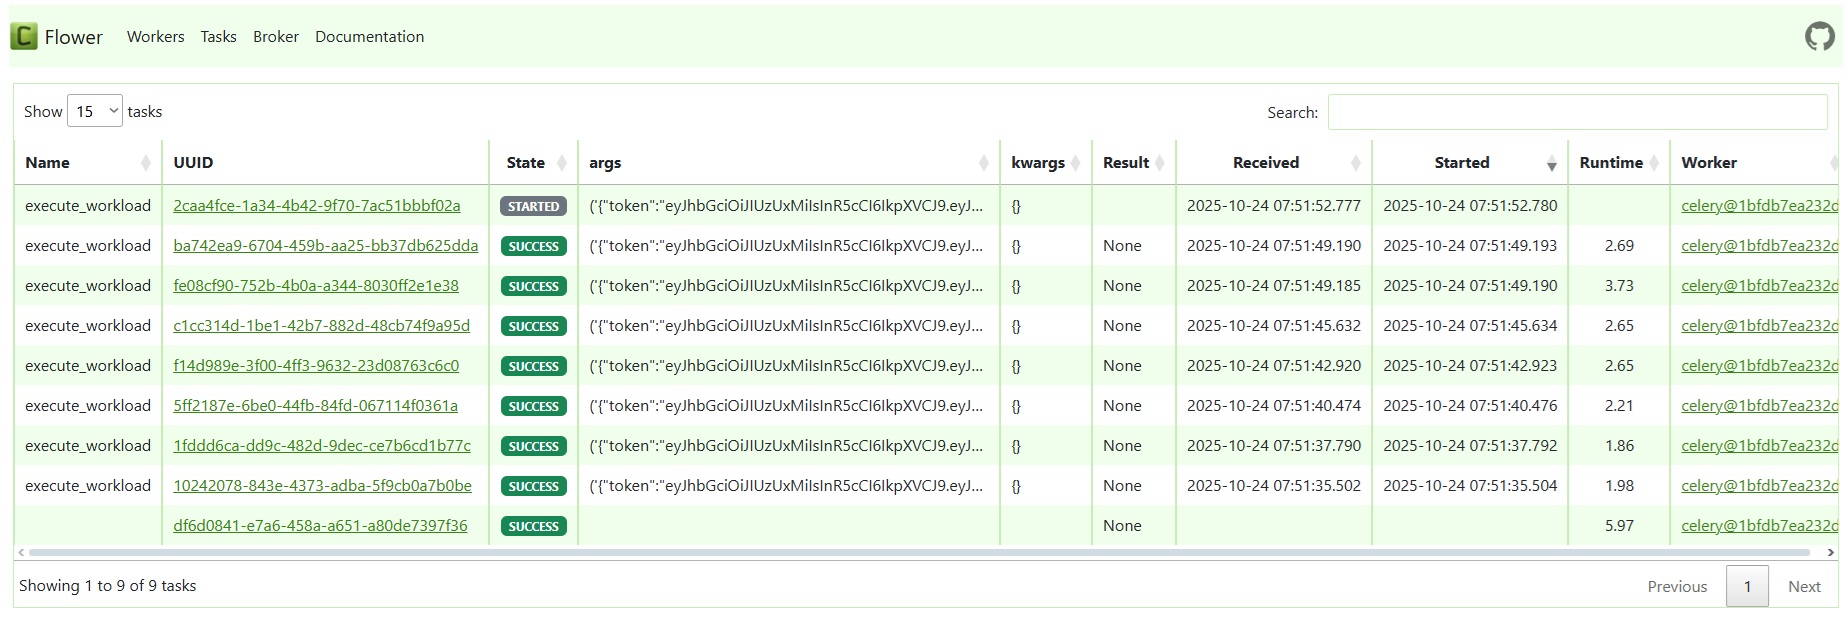 Flower Workers Tasks Broker Documentation
Show 15 tasks Search:
Name UUID State args kwargs Result Received Started Runtime Worker
execute_workload 2caa4fce-1a34-4b42-9f70-7ac51bbbf02a STARTED ('{"token":"eyJhbGciOiJIUzUxMiIsInR5cCI6IkpXVCJ9.eyJ... {} 2025-10-24 07:51:52.777 2025-10-24 07:51:52.780 celery@1bfdb7ea232d
execute_workload ba742ea9-6704-459b-aa25-bb37db625dda SUCCESS ('{"token":"eyJhbGciOiJIUzUxMiIsInR5cCI6IkpXVCJ9.eyJ... {} None 2025-10-24 07:51:49.190 2025-10-24 07:51:49.193 2.69 celery@1bfdb7ea232d
execute_workload fe08cf90-752b-4b0a-a344-8030ff2e1e38 SUCCESS ('{"token":"eyJhbGciOiJIUzUxMiIsInR5cCI6IkpXVCJ9.eyJ... {} None 2025-10-24 07:51:49.185 2025-10-24 07:51:49.190 3.73 celery@1bfdb7ea232d
execute_workload c1cc314d-1be1-42b7-882d-48cb74f9a95d SUCCESS ('{"token":"eyJhbGciOiJIUzUxMiIsInR5cCI6IkpXVCJ9.eyJ... {} None 2025-10-24 07:51:45.632 2025-10-24 07:51:45.634 2.65 celery@1bfdb7ea232d
execute_workload f14d989e-3f00-4ff3-9632-23d08763c6c0 SUCCESS ('{"token":"eyJhbGciOiJIUzUxMiIsInR5cCI6IkpXVCJ9.eyJ... {} None 2025-10-24 07:51:42.920 2025-10-24 07:51:42.923 2.65 celery@1bfdb7ea232d
execute_workload 5ff2187e-6be0-44fb-84fd-067114f0361a SUCCESS ('{"token":"eyJhbGciOiJIUzUxMiIsInR5cCI6IkpXVCJ9.eyJ... {} None 2025-10-24 07:51:40.474 2025-10-24 07:51:40.476 2.21 celery@1bfdb7ea232d
execute_workload 1fddd6ca-dd9c-482d-9dec-ce7b6cd1b77c SUCCESS ('{"token":"eyJhbGciOiJIUzUxMiIsInR5cCI6IkpXVCJ9.eyJ... {} None 2025-10-24 07:51:37.790 2025-10-24 07:51:37.792 1.86 celery@1bfdb7ea232d
execute_workload 10242078-843e-4373-adba-5f9cb0a7b0be SUCCESS ('{"token":"eyJhbGciOiJIUzUxMiIsInR5cCI6IkpXVCJ9.eyJ... {} None 2025-10-24 07:51:35.502 2025-10-24 07:51:35.504 1.98 celery@1bfdb7ea232d
df6d0841-e7a6-458a-a651-a80de7397f36 SUCCESS None 5.97 celery@1bfdb7ea232d
Showing 1 to 9 of 9 tasks Previous 1 Next